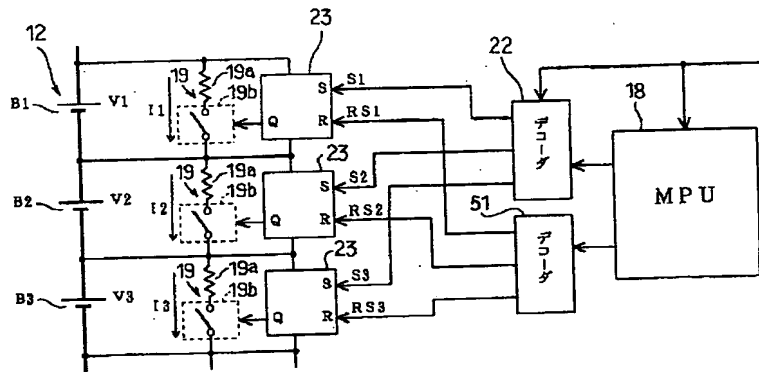 12
B1
V1
I1
19
19a
19b
23
S
Q
R
S1
RS1
22
デコーダ
18
MPU
B2
V2
I2
19
19a
19b
23
S
Q
R
S2
RS2
51
デコーダ
B3
V3
I3
19
19a
19b
23
S
Q
R
S3
RS3